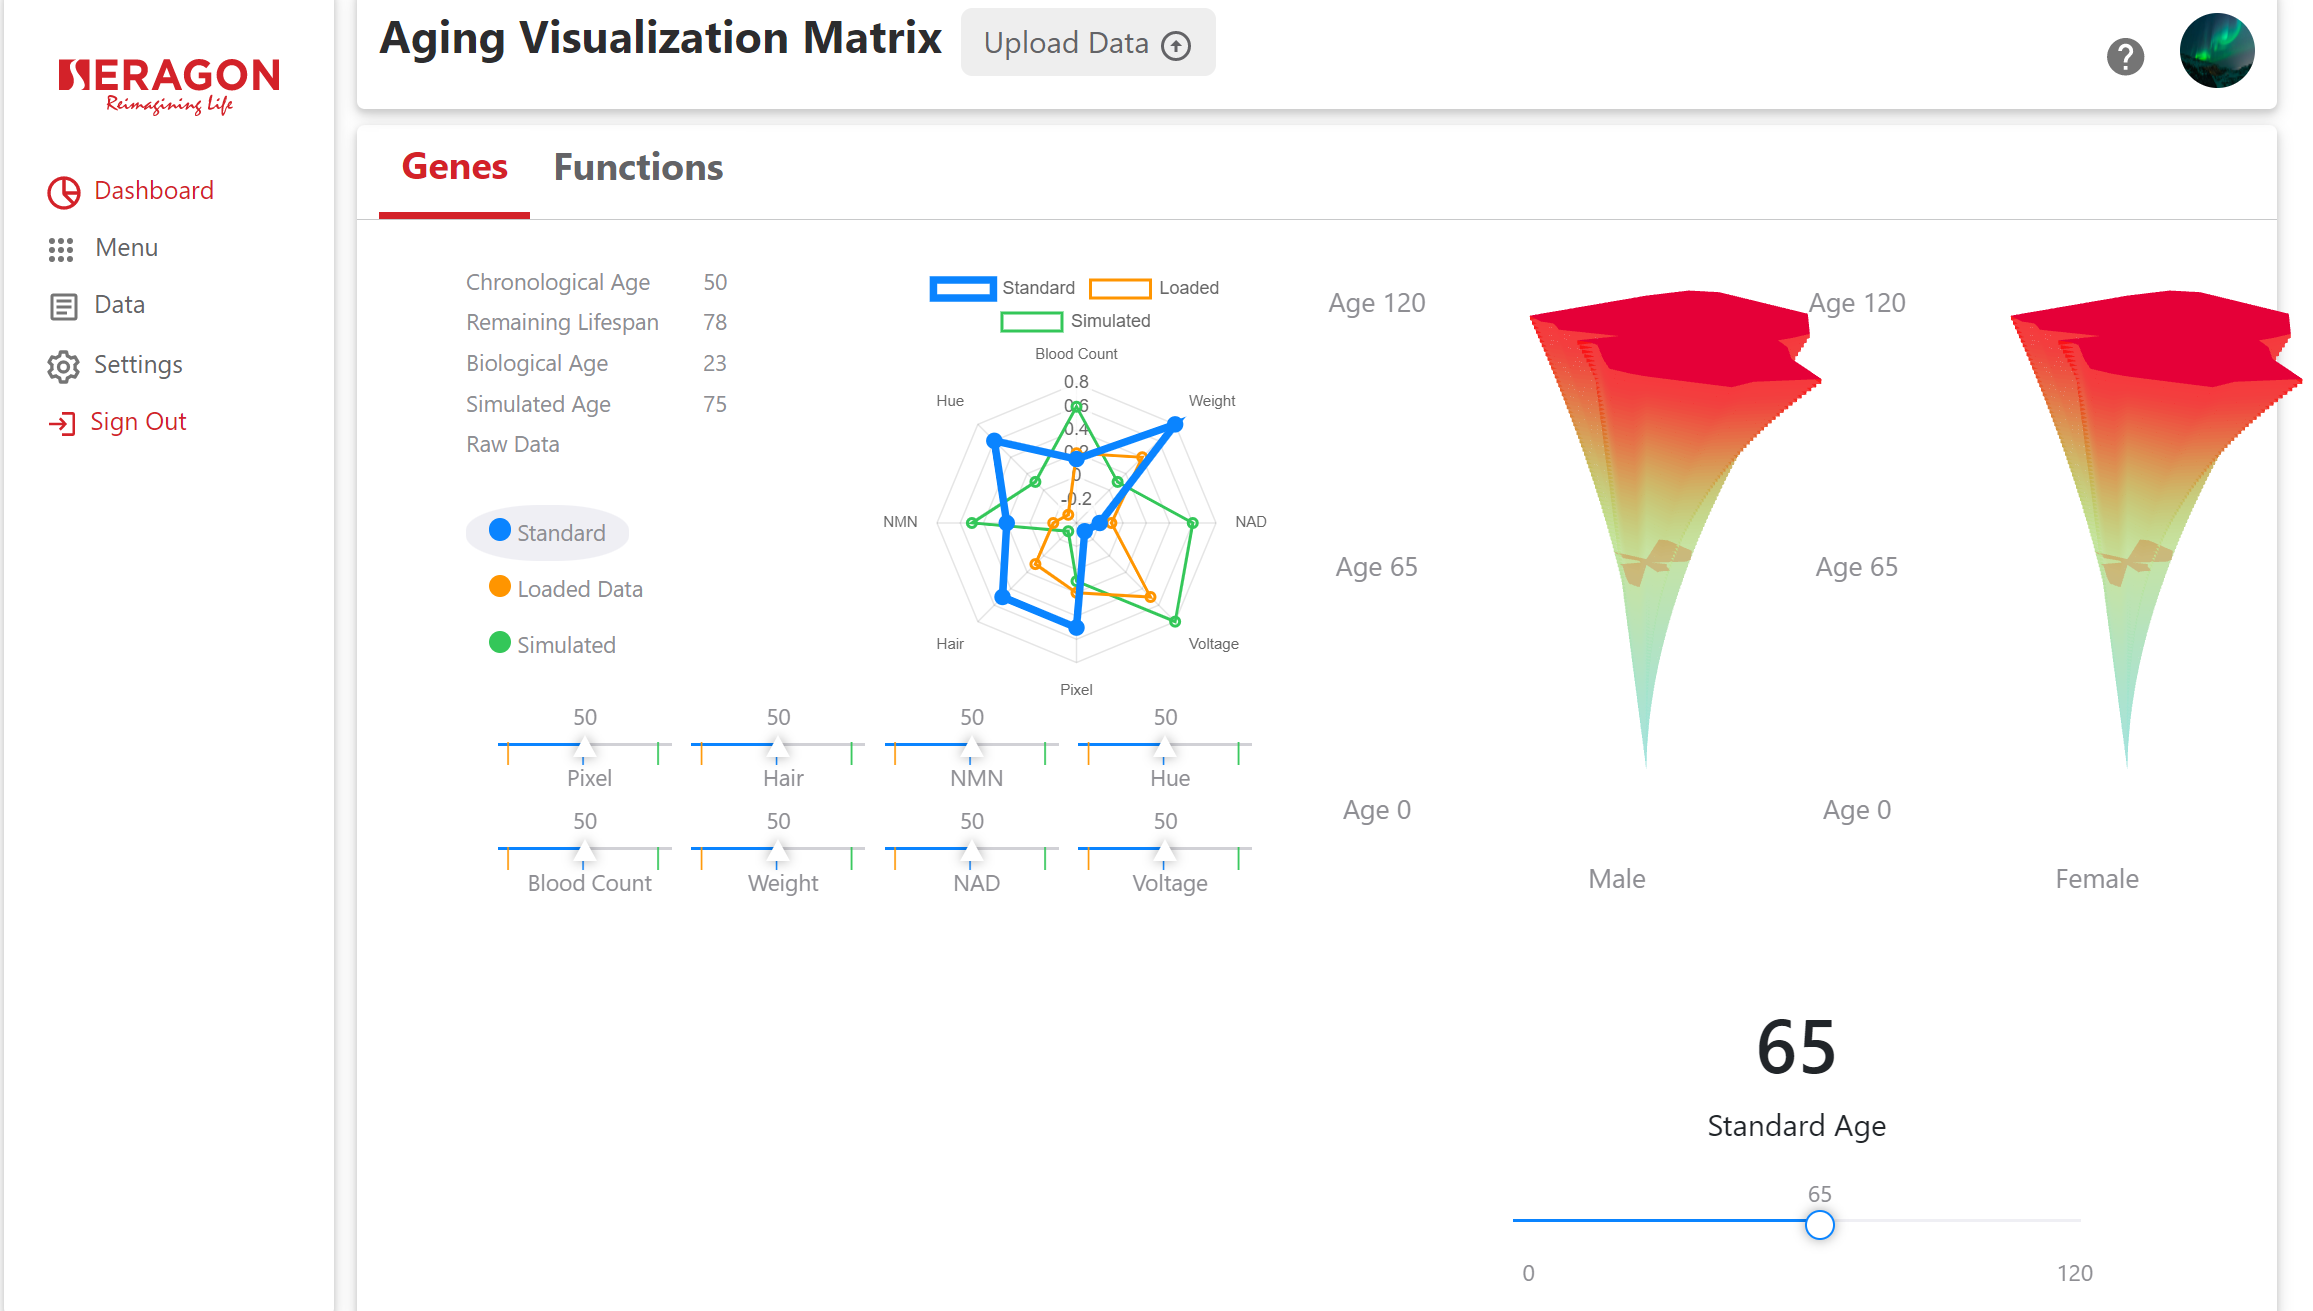 SERAGON
Reimagining Life
Dashboard
Menu
Data
Settings
Sign Out
Aging Visualization Matrix
Upload Data
?
Genes
Functions
Chronological Age 50
Remaining Lifespan 78
Biological Age 23
Simulated Age 75
Raw Data
Standard
Loaded Data
Simulated
Standard Loaded
Simulated
Blood Count
Weight
NAD
Voltage
Pixel
Hair
NMN
Hue
0.8
0.6
0.4
0.2
0
-0.2
50 50 50 50
Pixel Hair NMN Hue
50 50 50 50
Blood Count Weight NAD Voltage
Age 120
Age 65
Age 0
Male
Age 120
Age 65
Age 0
Female
65
Standard Age
65
0 120